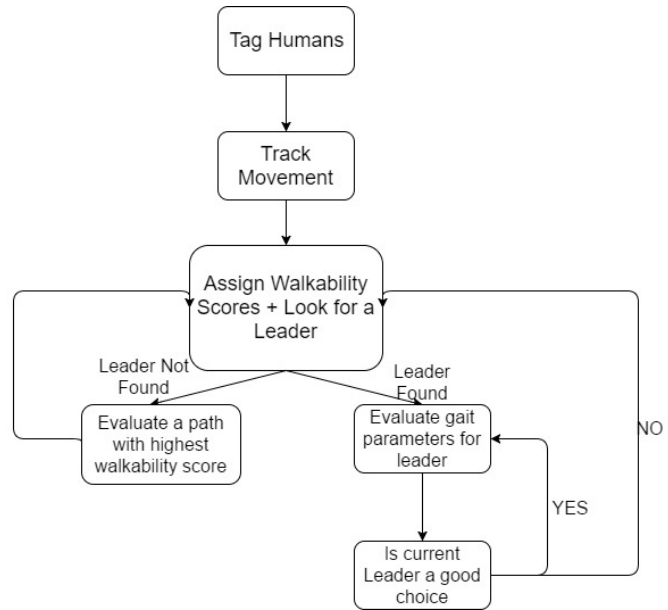 Tag Humans
Track
Movement
Assign Walkability
Scores + Look for a
Leader
Leader Not
Found
Leader
Found
Evaluate a path
with highest
walkability score
Evaluate gait
parameters for
leader
NO
YES
Is current
Leader a good
choice